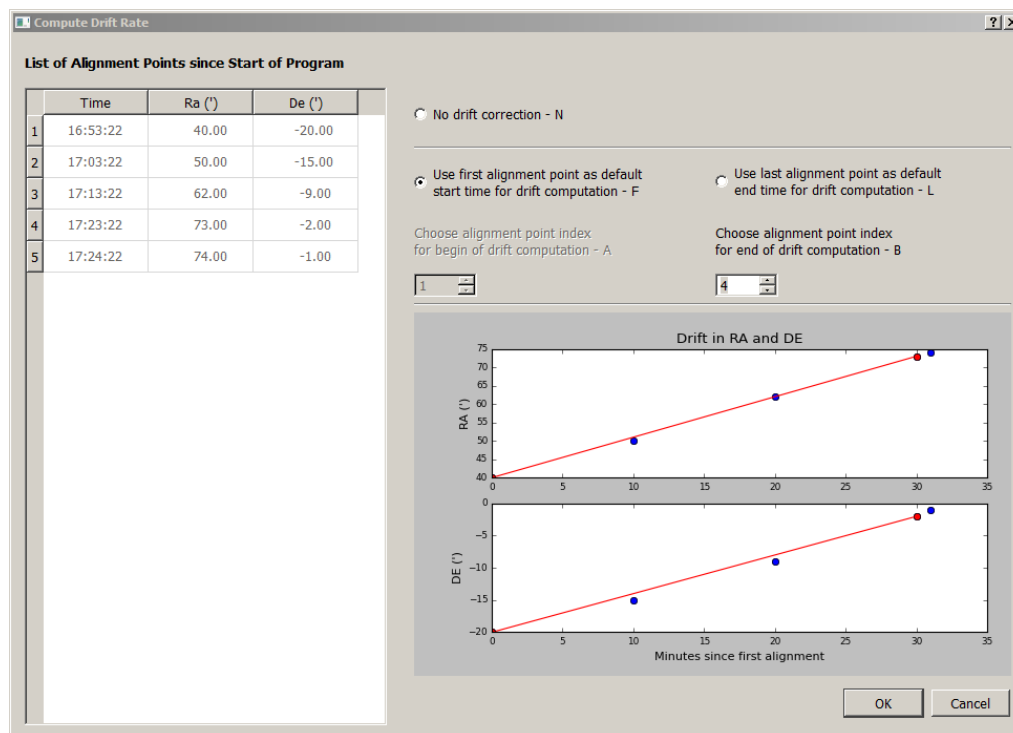 Compute Drift Rate
List of Alignment Points since Start of Program
Time Ra (') De (')
1 16:53:22 40.00 -20.00
2 17:03:22 50.00 -15.00
3 17:13:22 62.00 -9.00
4 17:23:22 73.00 -2.00
5 17:24:22 74.00 -1.00
No drift correction - N
Use first alignment point as default
start time for drift computation - F
Use last alignment point as default
end time for drift computation - L
Choose alignment point index
for begin of drift computation - A
Choose alignment point index
for end of drift computation - B
1
4
Drift in RA and DE
RA (')
75
70
65
60
55
50
45
40
0 5 10 15 20 25 30 35
DE (')
0
−5
−10
−15
−20
0 5 10 15 20 25 30 35
Minutes since first alignment
OK Cancel